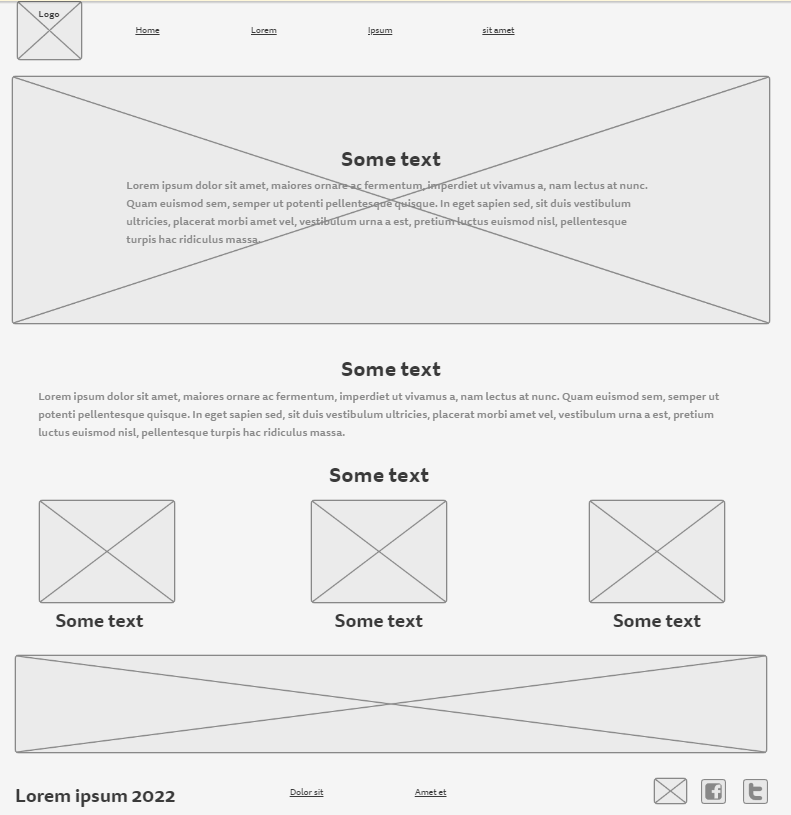 Logo
Home
Lorem
Ipsum
sit amet
Some text
Lorem ipsum dolor sit amet, maiores ornare ac fermentum, imperdiet ut vivamus a, nam lectus at nunc.
Quam euismod sem, semper ut potenti pellentesque quisque. In eget sapien sed, sit duis vestibulum
ultricies, placerat morbi amet vel, vestibulum urna a est, pretium luctus euismod nisl, pellentesque
turpis hac ridiculus massa.
Some text
Lorem ipsum dolor sit amet, maiores ornare ac fermentum, imperdiet ut vivamus a, nam lectus at nunc. Quam euismod sem, semper ut
potenti pellentesque quisque. In eget sapien sed, sit duis vestibulum ultricies, placerat morbi amet vel, vestibulum urna a est, pretium
luctus euismod nisl, pellentesque turpis hac ridiculus massa.
Some text
Some text
Some text
Some text
Lorem ipsum 2022
Dolor sit
Amet et